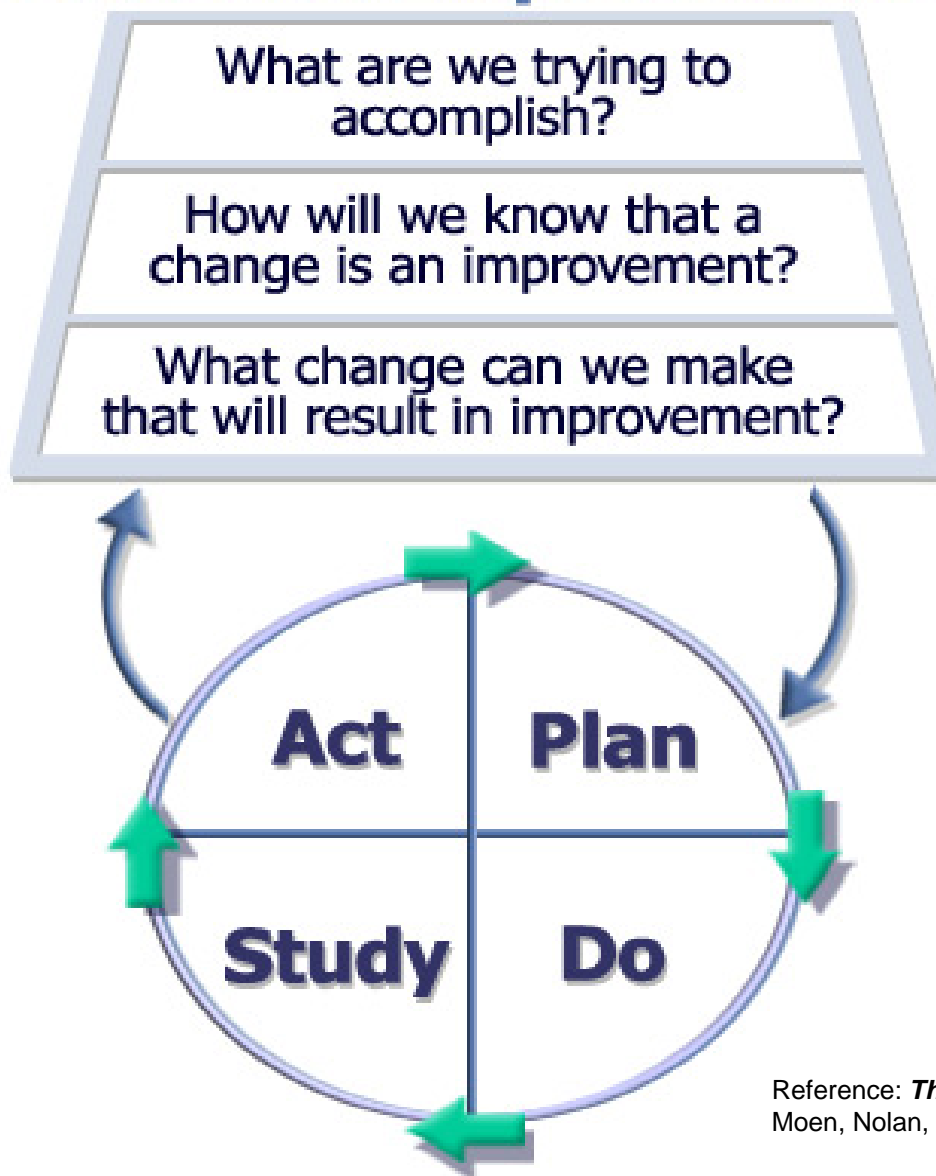 What are we trying to
accomplish?
How will we know that a
change is an improvement?
What change can we make
that will result in improvement?
Act
Plan
Study
Do
Reference:
Moen, Nolan,